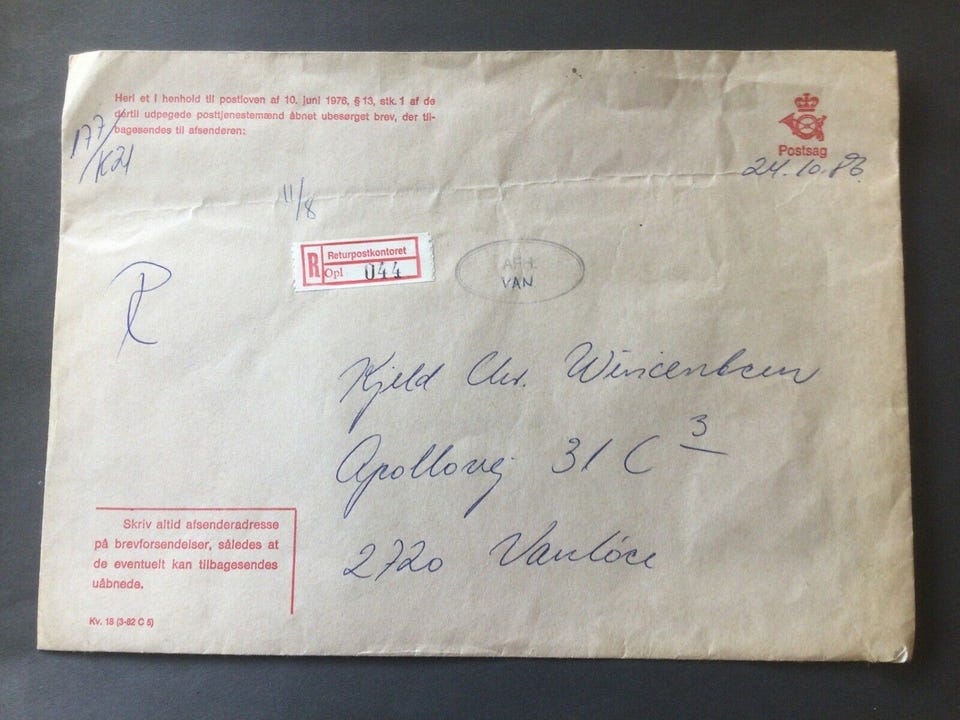 Heri et i henhold til postloven af 10. juni 1976, § 13, stk. 1 af de
dertil udpegede posttjenestemænd åbnet ubesørget brev, der til-
bagesendes til afsenderen:
177/K21
Postsag
24.10.86
11/8
R Returpostkontoret
Opl 044
AFH.
VAN
R
Kjeld Chr.
Apollovej 31 C 3
2720 Vanløse
Skriv altid afsenderadresse
på brevforsendelser, således at
de eventuelt kan tilbagesendes
uåbnede.
Kv. 18 (3-82 C 5)